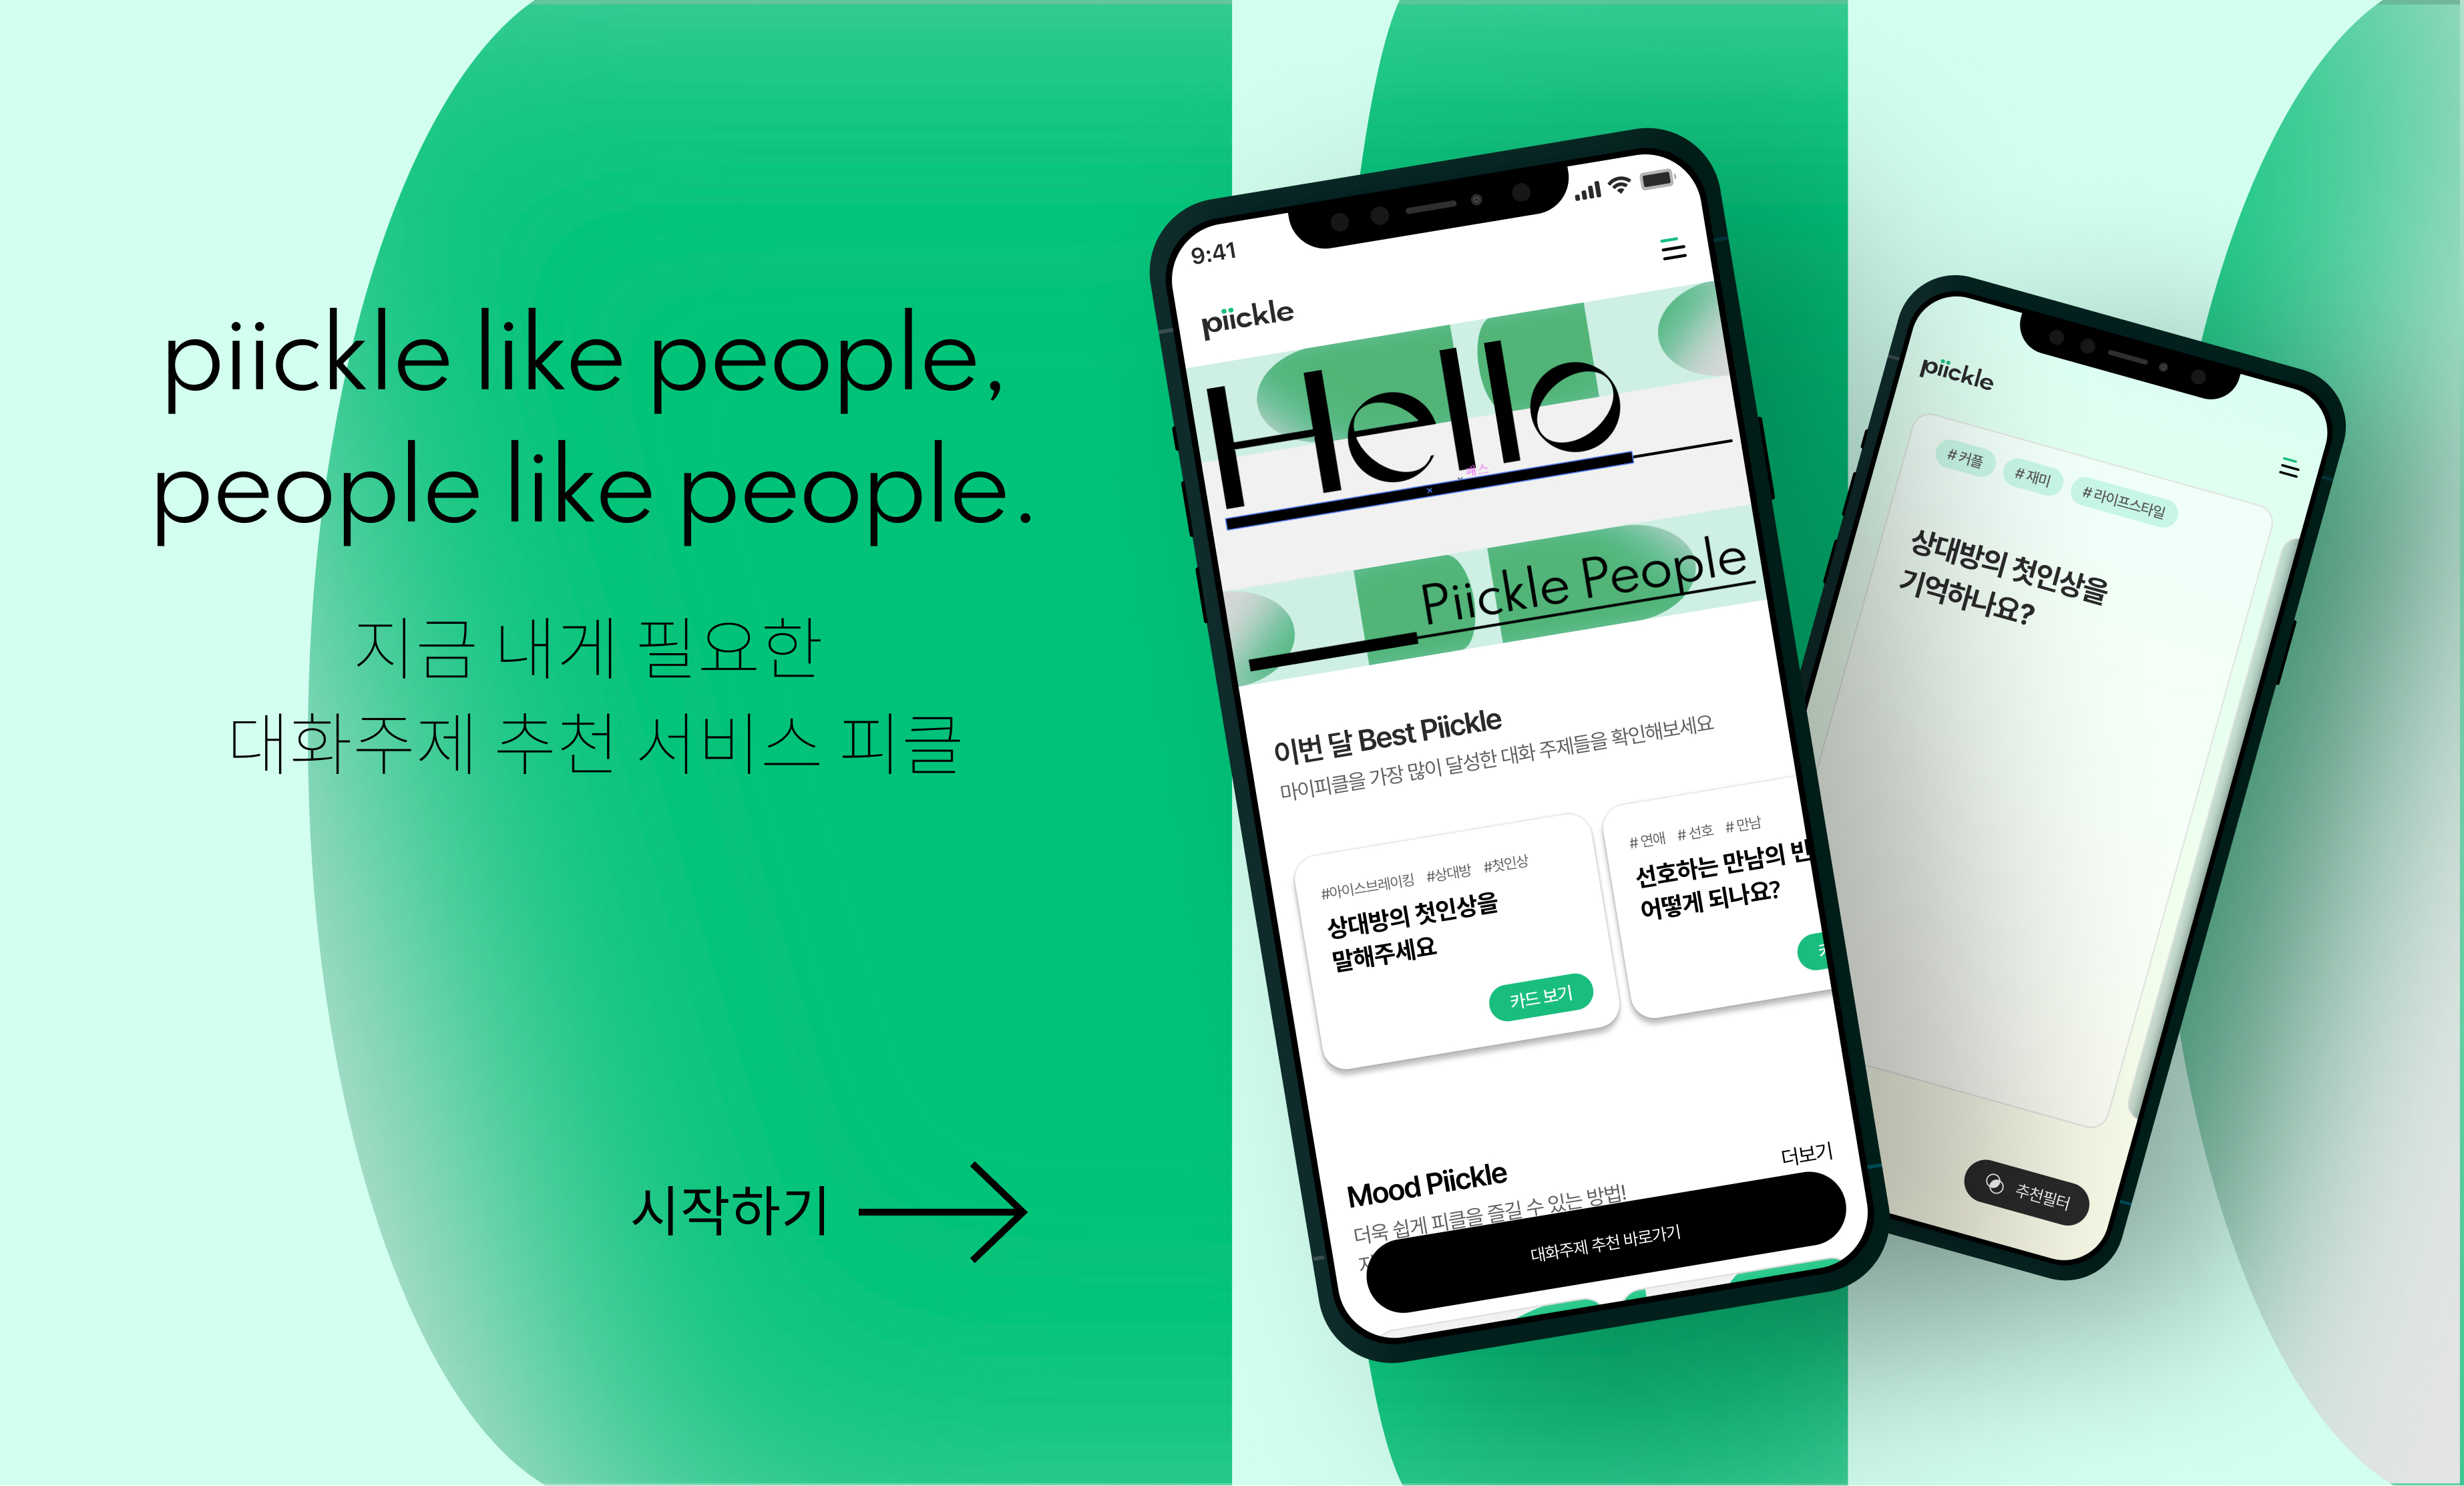 piickle like people,
people like people.
지금 내게 필요한
대화주제 추천 서비스 피클
시작하기
9:41
piickle
Hello
패스
Piickle People
이번 달 Best Piickle
마이피클을 가장 많이 달성한 대화 주제들을 확인해보세요
#아이스브레이킹 #상대방 #첫인상
상대방의 첫인상을
말해주세요
카드 보기
# 연애 # 선호 # 만남
선호하는 만남의
어떻게 되나요?
Mood Piickle
더보기
더욱 쉽게 피클을 즐길 수 있는 방법!
대화주제 추천 바로가기
piickle
# 커플 # 재미 # 라이프스타일
상대방의 첫인상을
기억하나요?
추천필터